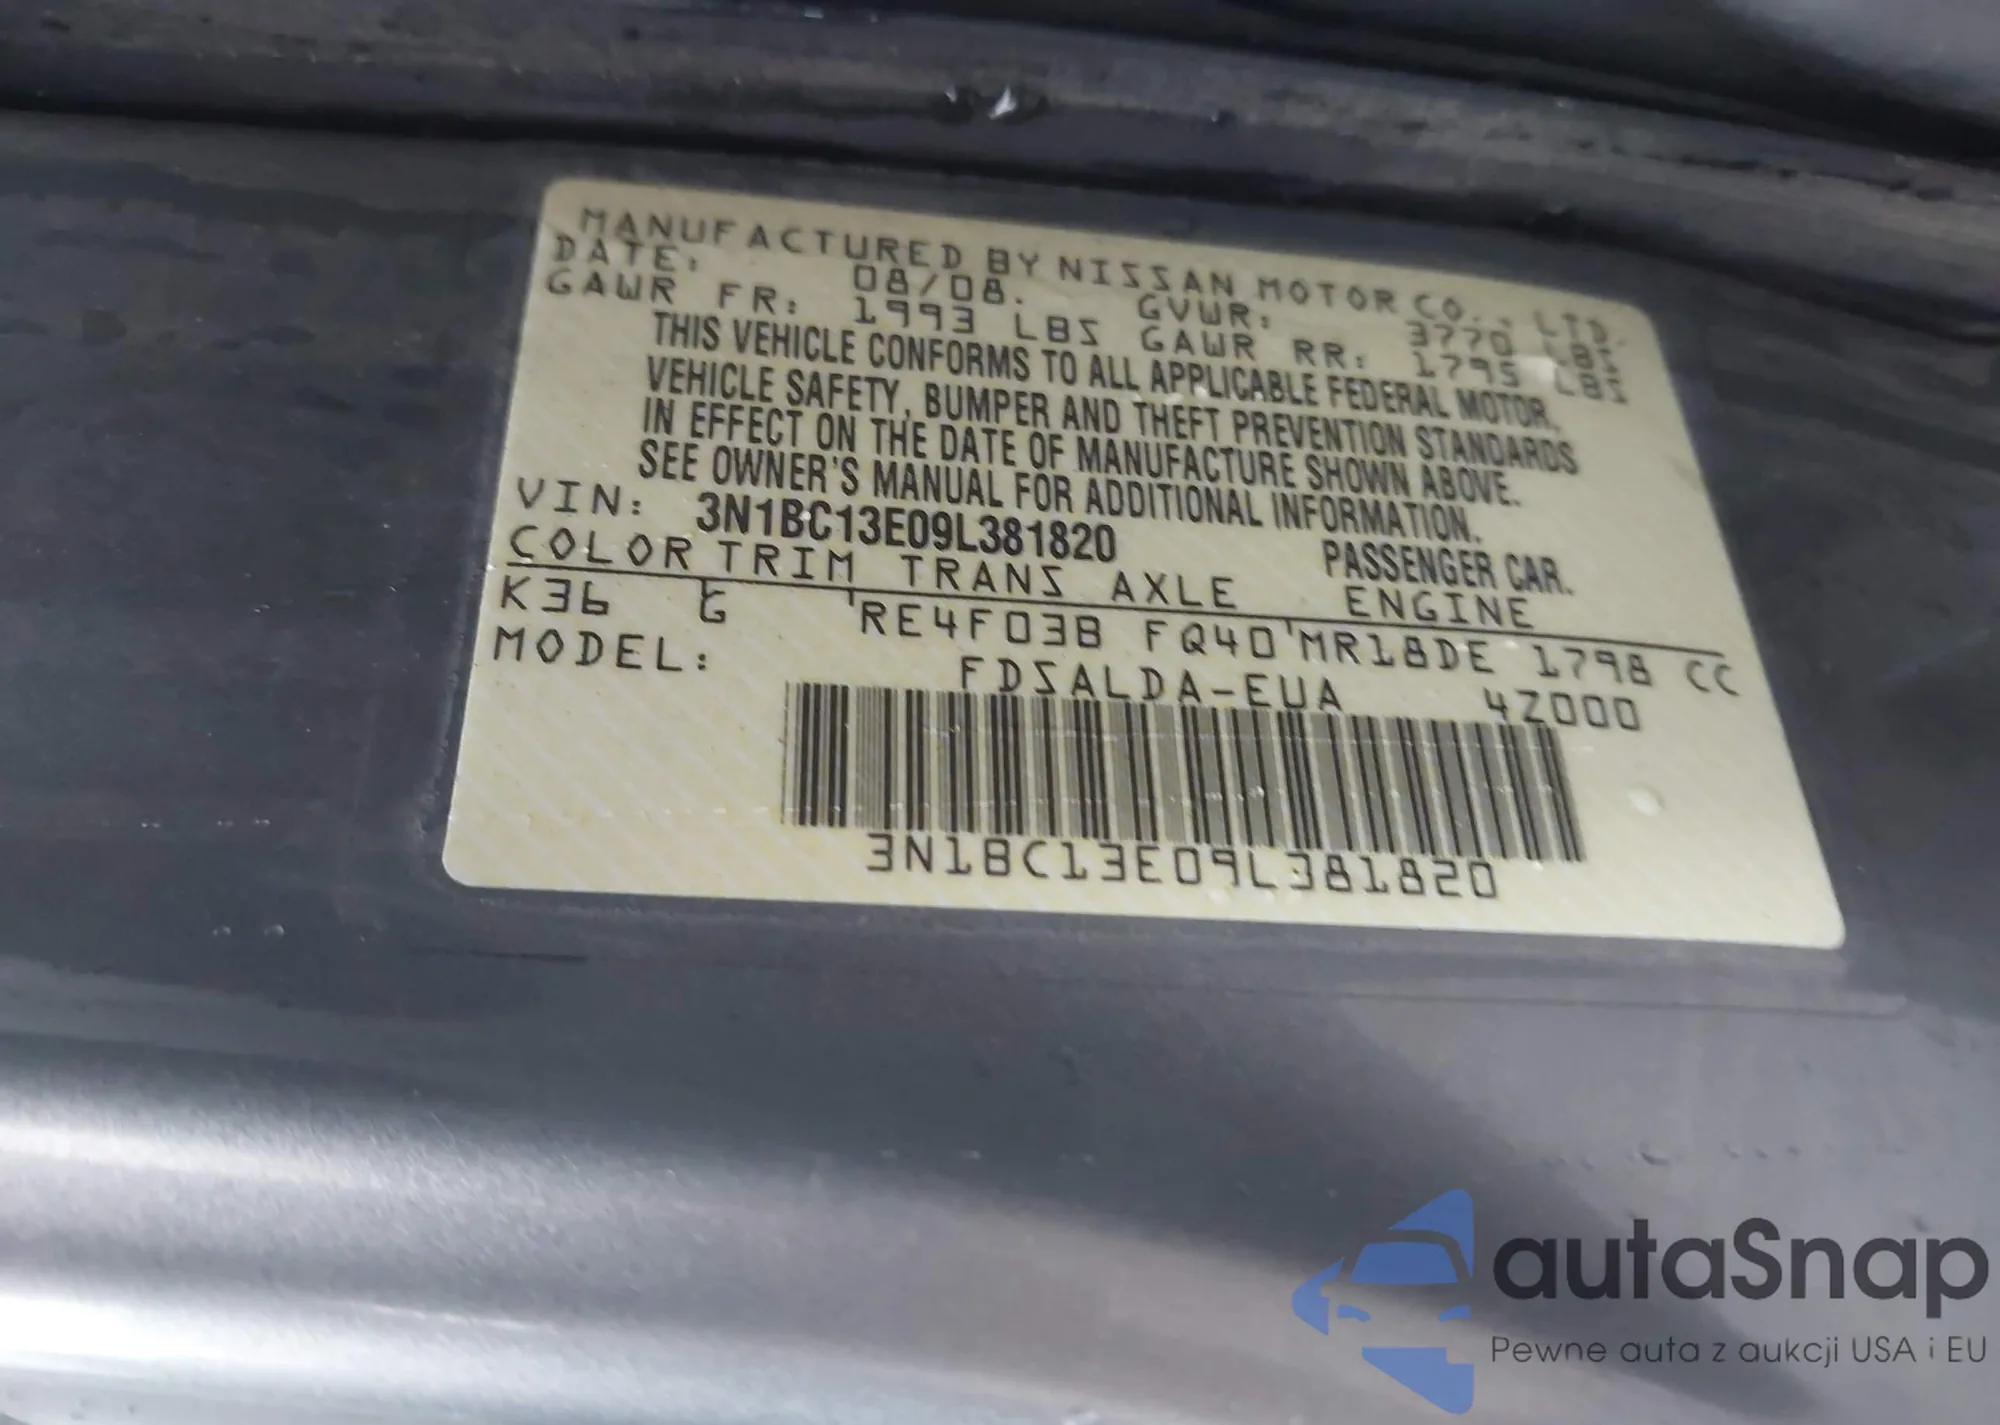 MANUFACTURED BY NISSAN MOTOR CO., LTD.
DATE: 08/08. GVWR: 3770 LBS
GAWR FR: 1993 LBS GAWR RR: 1795 LBS
THIS VEHICLE CONFORMS TO ALL APPLICABLE FEDERAL MOTOR
VEHICLE SAFETY, BUMPER AND THEFT PREVENTION STANDARDS
IN EFFECT ON THE DATE OF MANUFACTURE SHOWN ABOVE.
SEE OWNER'S MANUAL FOR ADDITIONAL INFORMATION.
VIN: 3N1BC13E09L381820 PASSENGER CAR.
COLOR TRIM TRANS AXLE ENGINE
K36 G RE4F03B FQ40 MR18DE 1798 CC
MODEL: FDSALDA-EUA 4Z000
3N1BC13E09L381820
autaSnap
Pewne auta z aukcji USA i EU